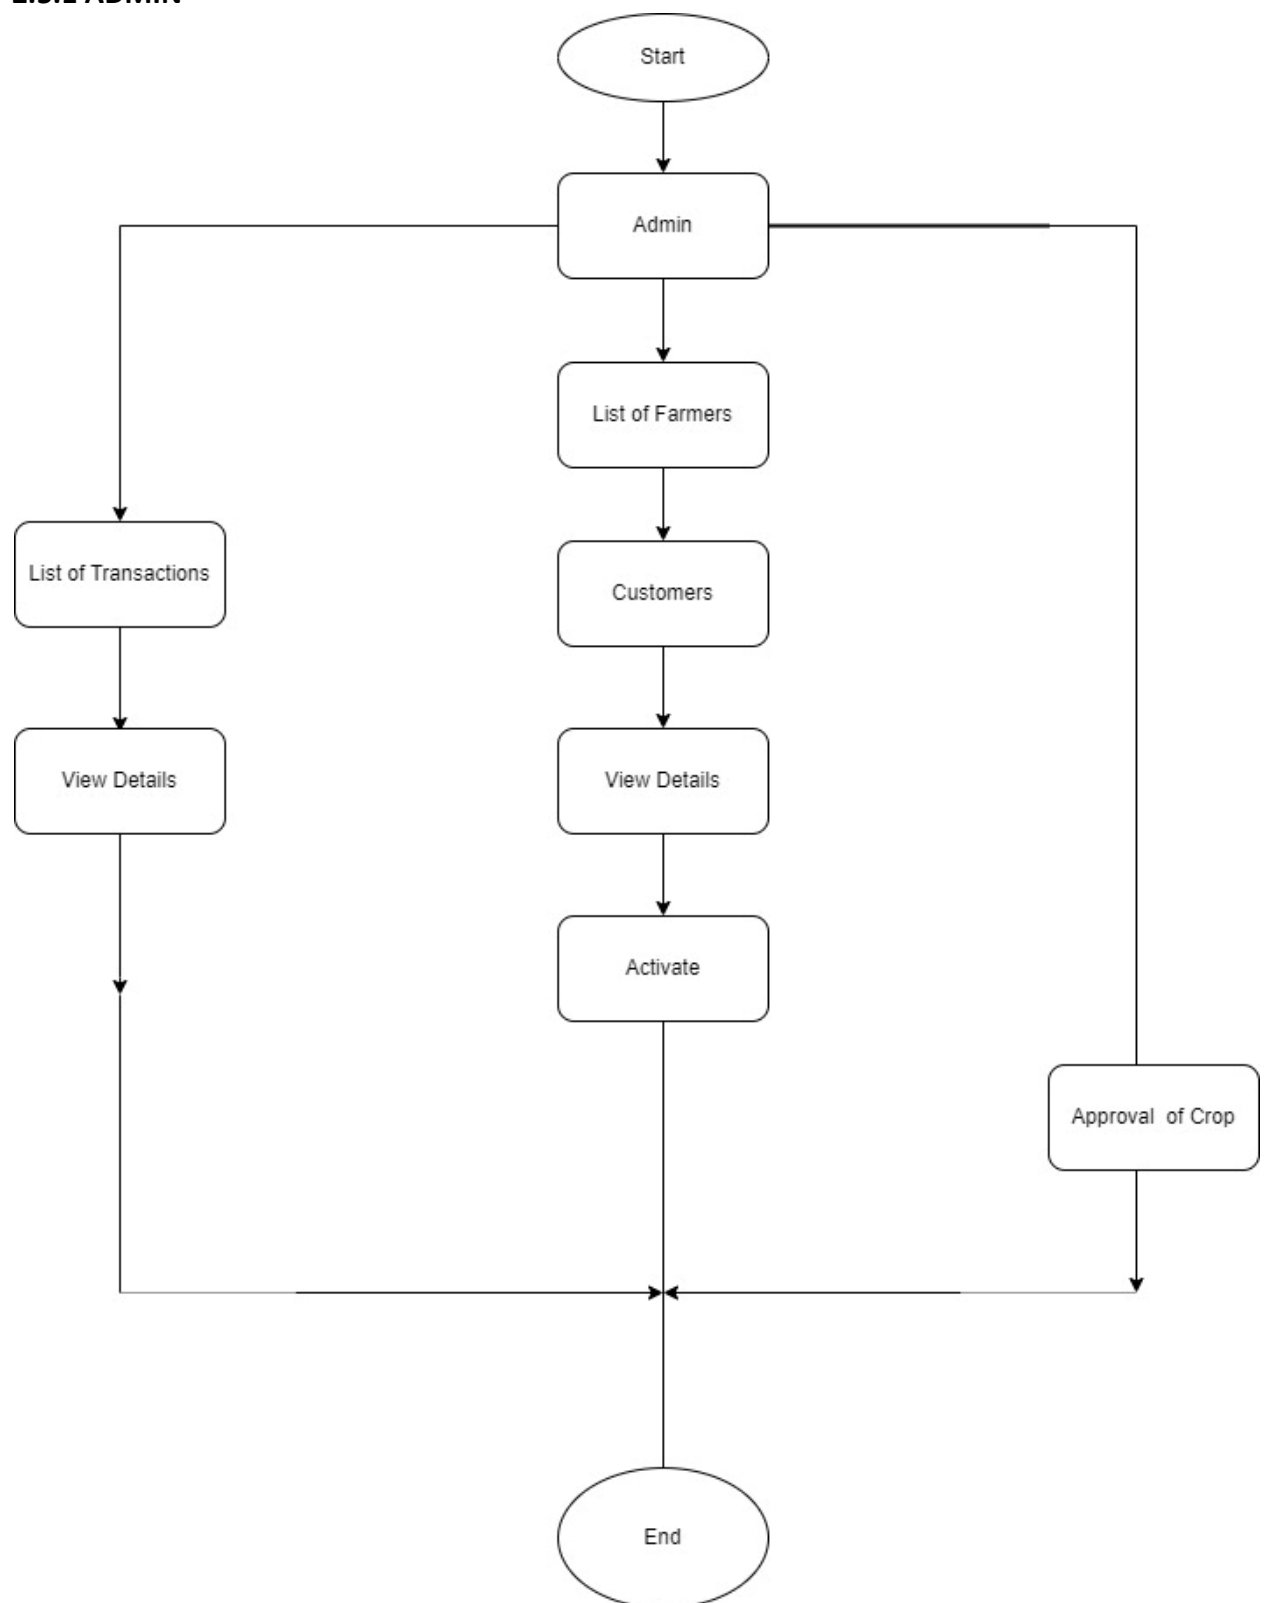 2.3.1 ADMIN
Start
Admin
List of Farmers
List of Transactions
Customers
View Details
View Details
Activate
Approval  of Crop
End